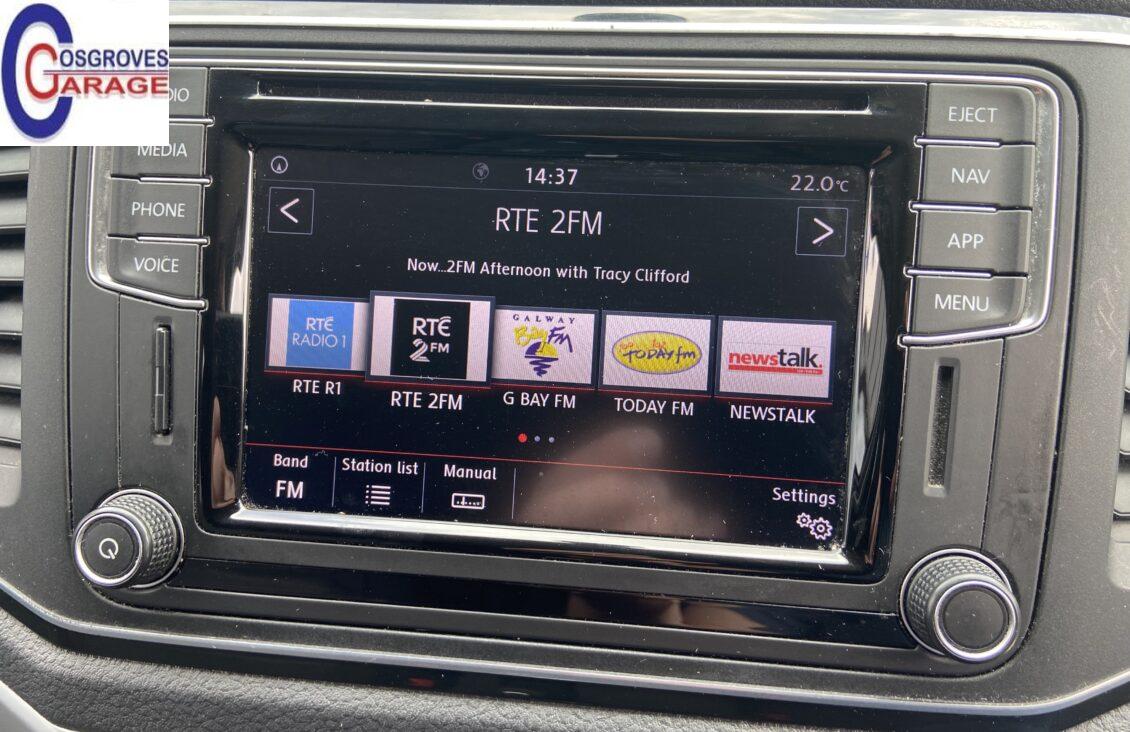 COSGROVES
GARAGE
MEDIA
PHONE
VOICE
EJECT
NAV
APP
MENU
14:37
22.0°C
<
RTE 2FM
>
Now...2FM Afternoon with Tracy Clifford
RTÉ
RADIO 1
RTÉ
2FM
GALWAY
Bay FM
TODAY fm
newstalk
RTE R1
RTE 2FM
G BAY FM
TODAY FM
NEWSTALK
Band
FM
Station list
Manual
Settings